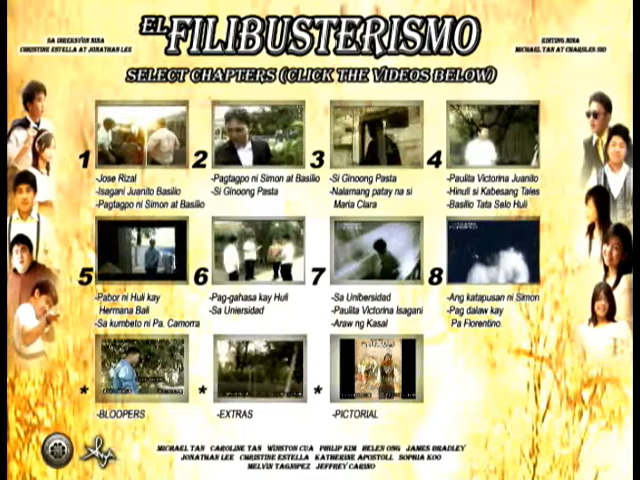 EL FILIBUSTERISMO
SA DIREKSYON NINA
CHRISTINE ESTELLA AT JONATHAN LEE
EDITING NINA
MICHAEL TAN AT CHARSLES SIO
SELECT CHAPTERS (CLICK THE VIDEOS BELOW)
1
-Jose Rizal
-Isagani Juanito Basilio
-Pagtagpo ni Simon at Basilio
2
-Pagtagpo ni Simon at Basilio
-Si Ginoong Pasta
3
-Si Ginoong Pasta
-Nalamang patay na si
Maria Clara
4
-Paulita Victorina Juanito
-Hinuli si Kabesang Tales
-Basilio Tata Selo Huli
5
-Pabor ni Huli kay
Hermana Bali
-Sa kumbeto ni Pa. Camorra
6
-Pag-gahasa kay Huli
-Sa Uniersidad
7
-Sa Unibersidad
-Paulita Victorina Isagani
-Araw ng Kasal
8
-Ang katapusan ni Simon
-Pag dalaw kay
Pa Florentino.
*
-BLOOPERS
*
-EXTRAS
*
-PICTORIAL
MICHAEL TAN CAROLINE TAN WINSTON CUA PHILIP KIM HELEN ONG JAMES BRADLEY
JONATHAN LEE CHRISTINE ESTELLA KATHERINE APOSTOLL SOPHIA KOO
MELVIN TAGNIPEZ JEFFREY CARINO